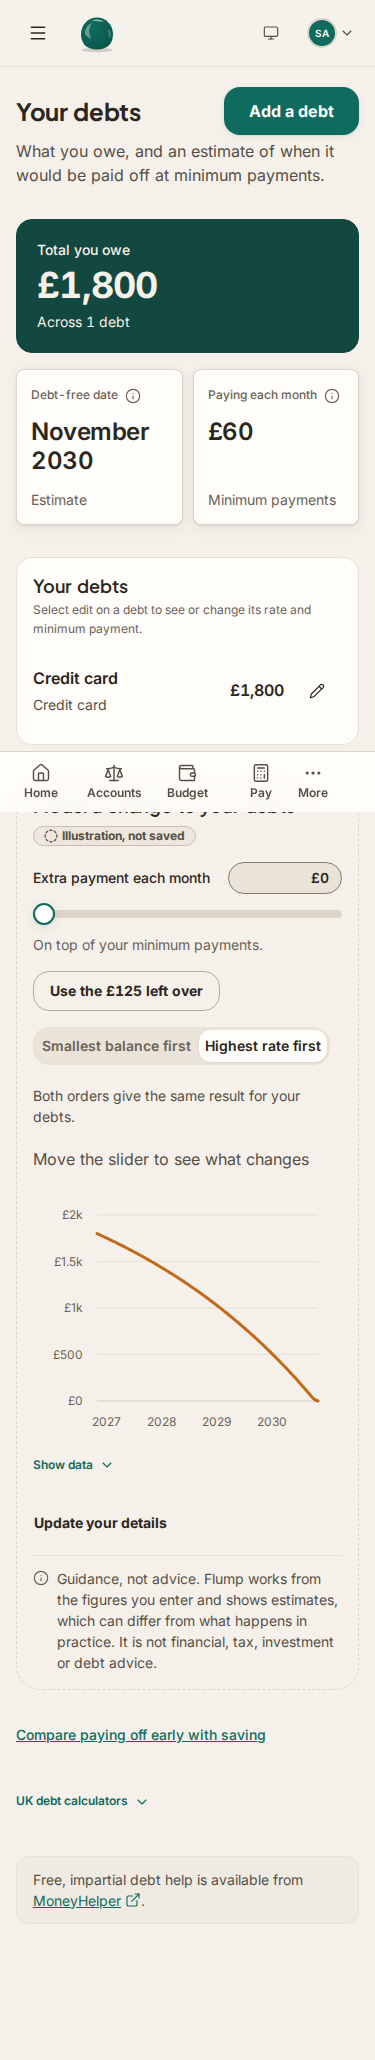 SA
Your debts
Add a debt
What you owe, and an estimate of when it
would be paid off at minimum payments.
Total you owe
£1,800
Across 1 debt
Debt-free date
November
2030
Estimate
Paying each month
£60
Minimum payments
Your debts
Select edit on a debt to see or change its rate and
minimum payment.
Credit card
£1,800
Credit card
Home
Accounts
Budget
Pay
More
Illustration, not saved
Extra payment each month
£0
On top of your minimum payments.
Use the £125 left over
Smallest balance first
Highest rate first
Both orders give the same result for your
debts.
Move the slider to see what changes
£2k
£1.5k
£1k
£500
£0
2027
2028
2029
2030
Show data
Update your details
Guidance, not advice. Flump works from
the figures you enter and shows estimates,
which can differ from what happens in
practice. It is not financial, tax, investment
or debt advice.
Compare paying off early with saving
UK debt calculators
Free, impartial debt help is available from
MoneyHelper.